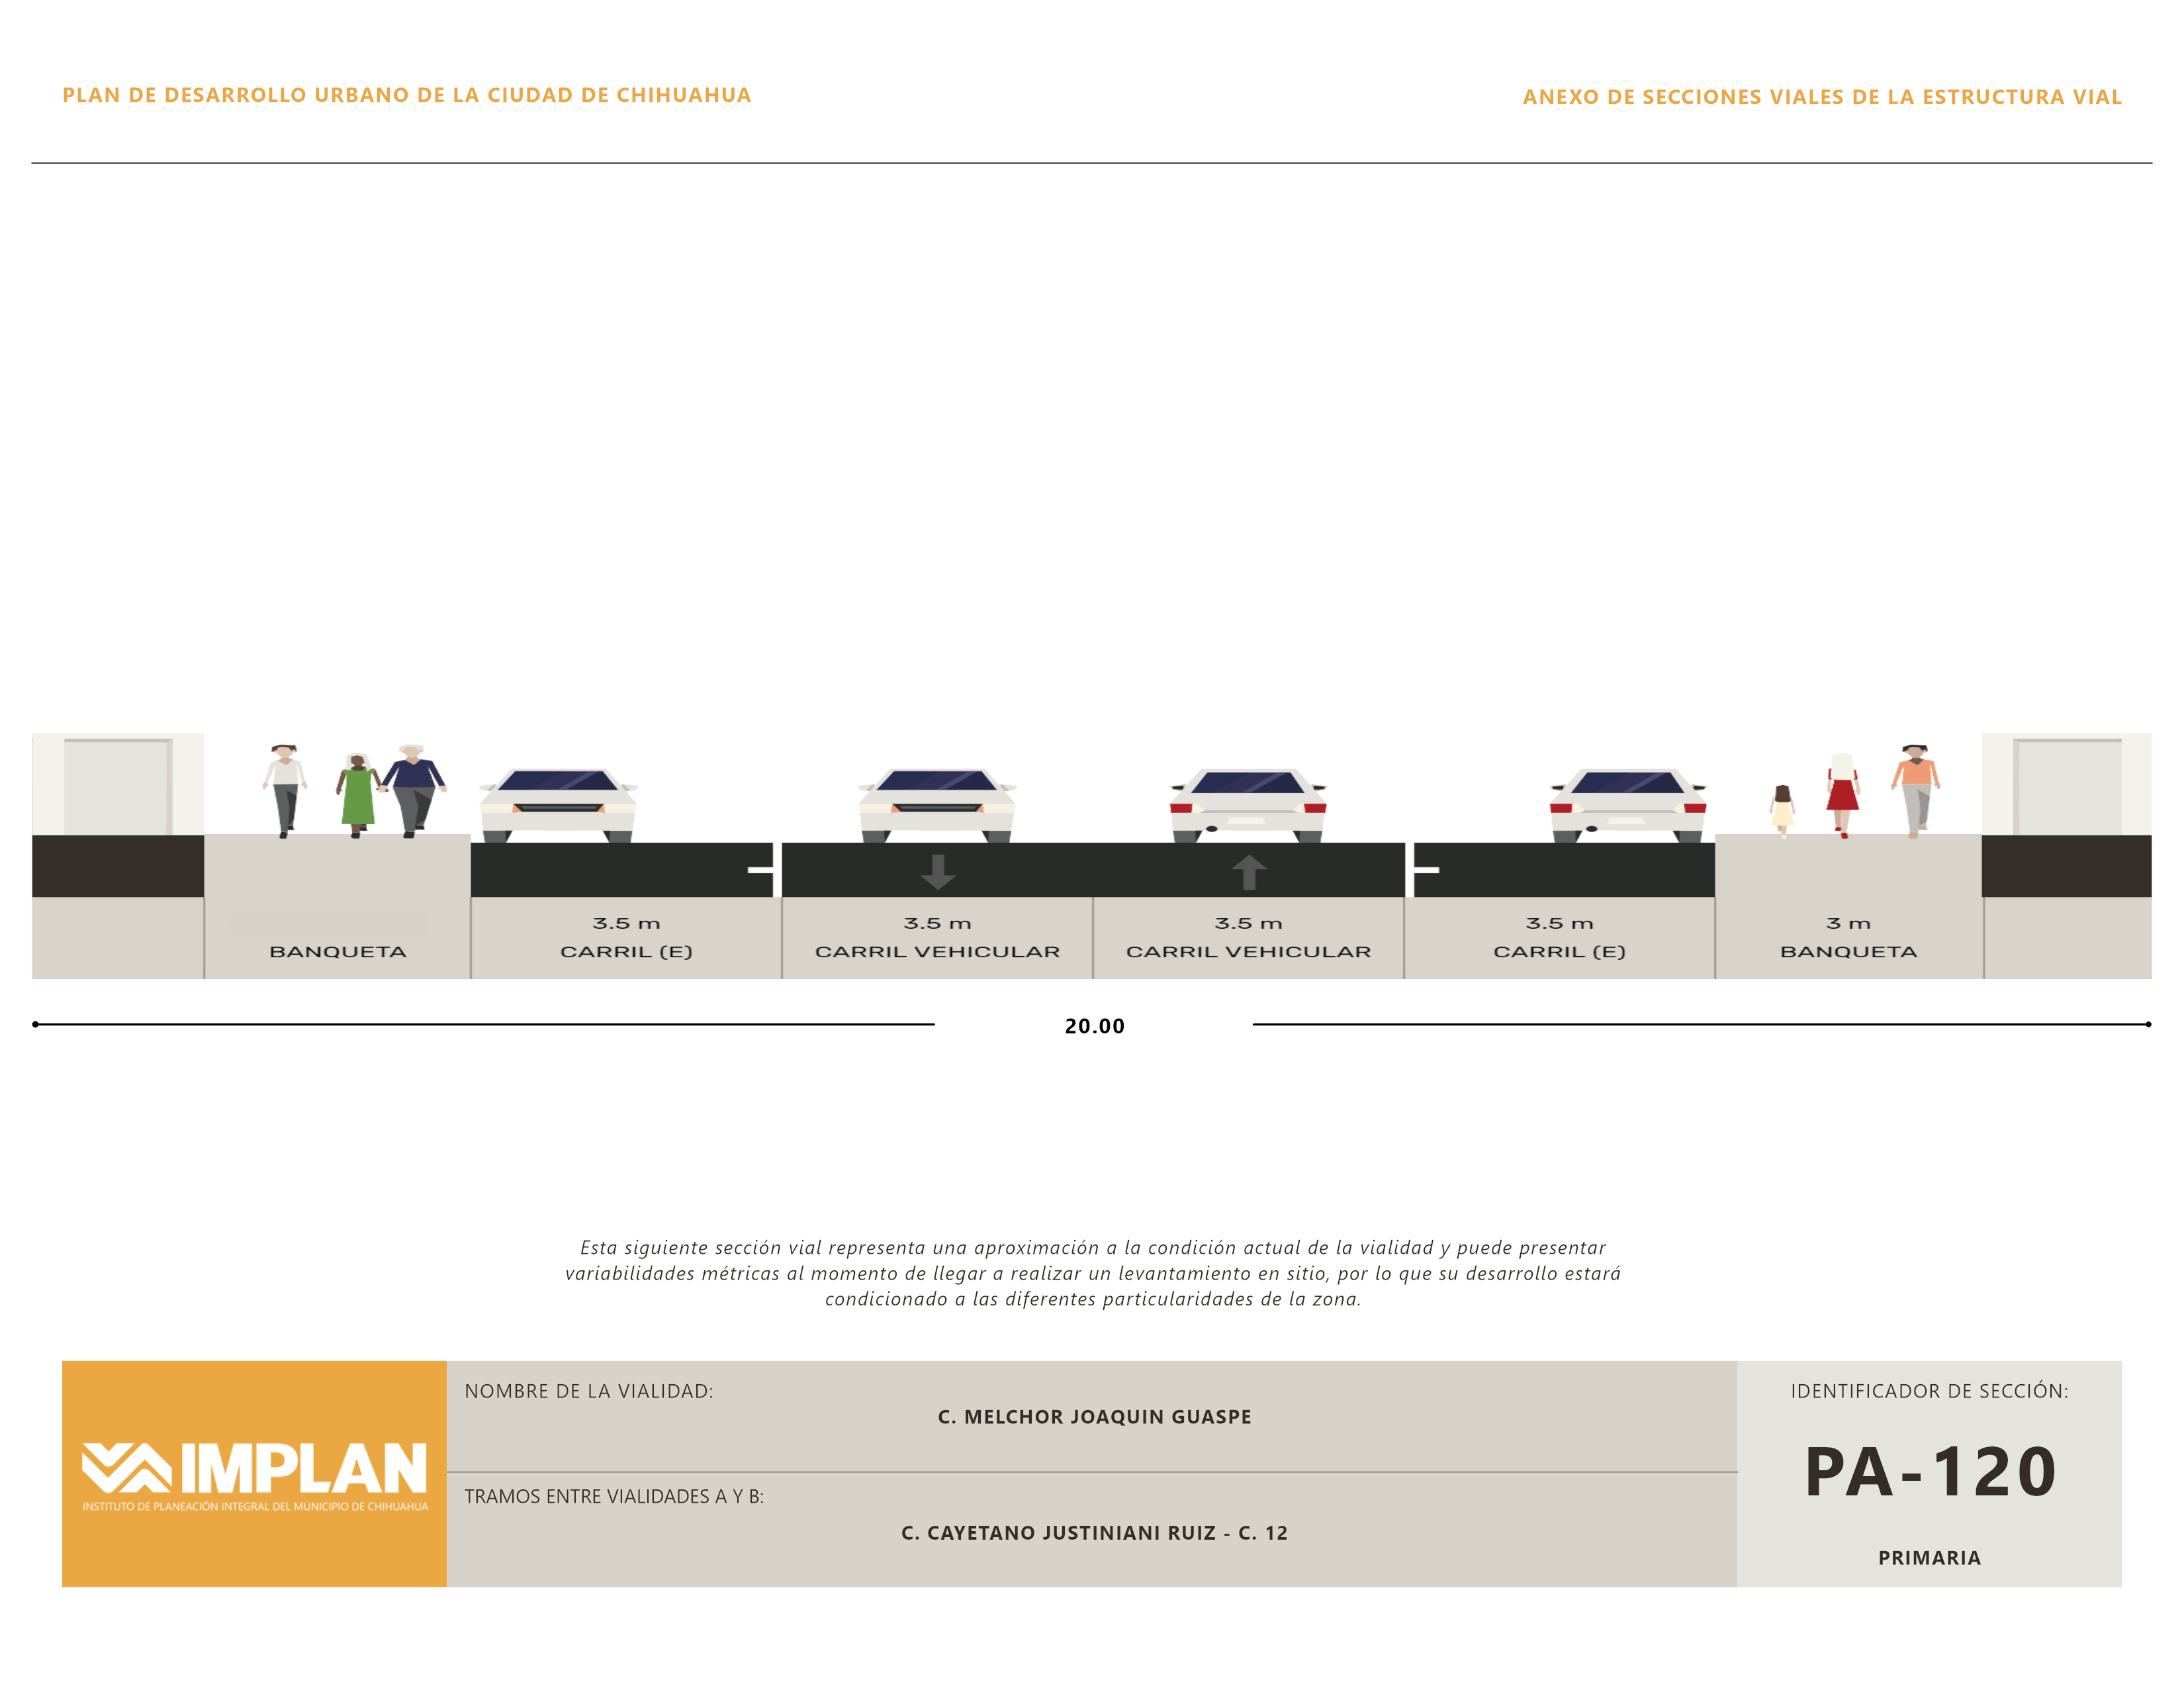 PLAN DE DESARROLLO URBANO DE LA CIUDAD DE CHIHUAHUA
ANEXO DE SECCIONES VIALES DE LA ESTRUCTURA VIAL
3.5 m
3.5 m
3.5 m
3.5 m
3 m
BANQUETA
CARRIL (E)
CARRIL VEHICULAR
CARRIL VEHICULAR
CARRIL (E)
BANQUETA
20.00
Esta siguiente sección vial representa una aproximación a la condición actual de la vialidad y puede presentar
variabilidades métricas al momento de llegar a realizar un levantamiento en sitio, por lo que su desarrollo estará
condicionado a las diferentes particularidades de la zona.
IMPLAN
INSTITUTO DE PLANEACIÓN INTEGRAL DEL MUNICIPIO DE CHIHUAHUA
NOMBRE DE LA VIALIDAD:
C. MELCHOR JOAQUIN GUASPE
TRAMOS ENTRE VIALIDADES A Y B:
C. CAYETANO JUSTINIANI RUIZ - C. 12
IDENTIFICADOR DE SECCIÓN:
PA-120
PRIMARIA